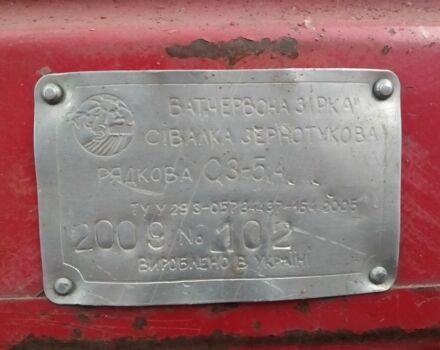 ВАТ"ЧЕРВОНА ЗІРКА"
СІВАЛКА ЗЕРНОТУКОВА
РЯДКОВА СЗ-5,4
ТУ У 29.3-05784437-154-2005
2009 № 102
ВИРОБЛЕНО В УКРАЇНІ